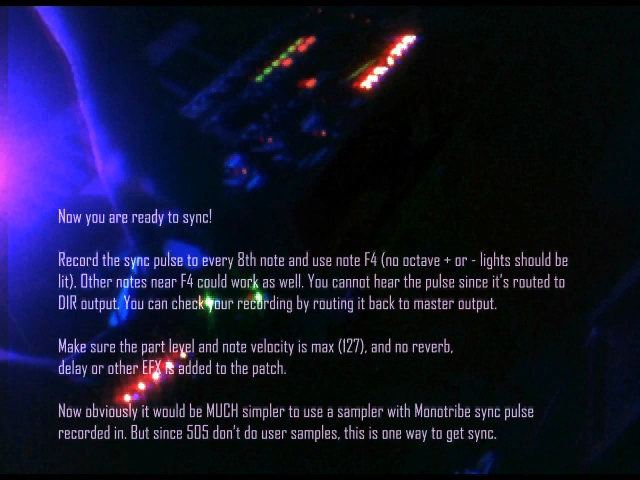 Now you are ready to sync!
Record the sync pulse to every 8th note and use note F4 (no octave + or - lights should be
lit). Other notes near F4 could work as well. You cannot hear the pulse since it's routed to
DIR output. You can check your recording by routing it back to master output.
Make sure the part level and note velocity is max (127), and no reverb,
delay or other EFX is added to the patch.
Now obviously it would be MUCH simpler to use a sampler with Monotribe sync pulse
recorded in. But since 505 don't do user samples, this is one way to get sync.